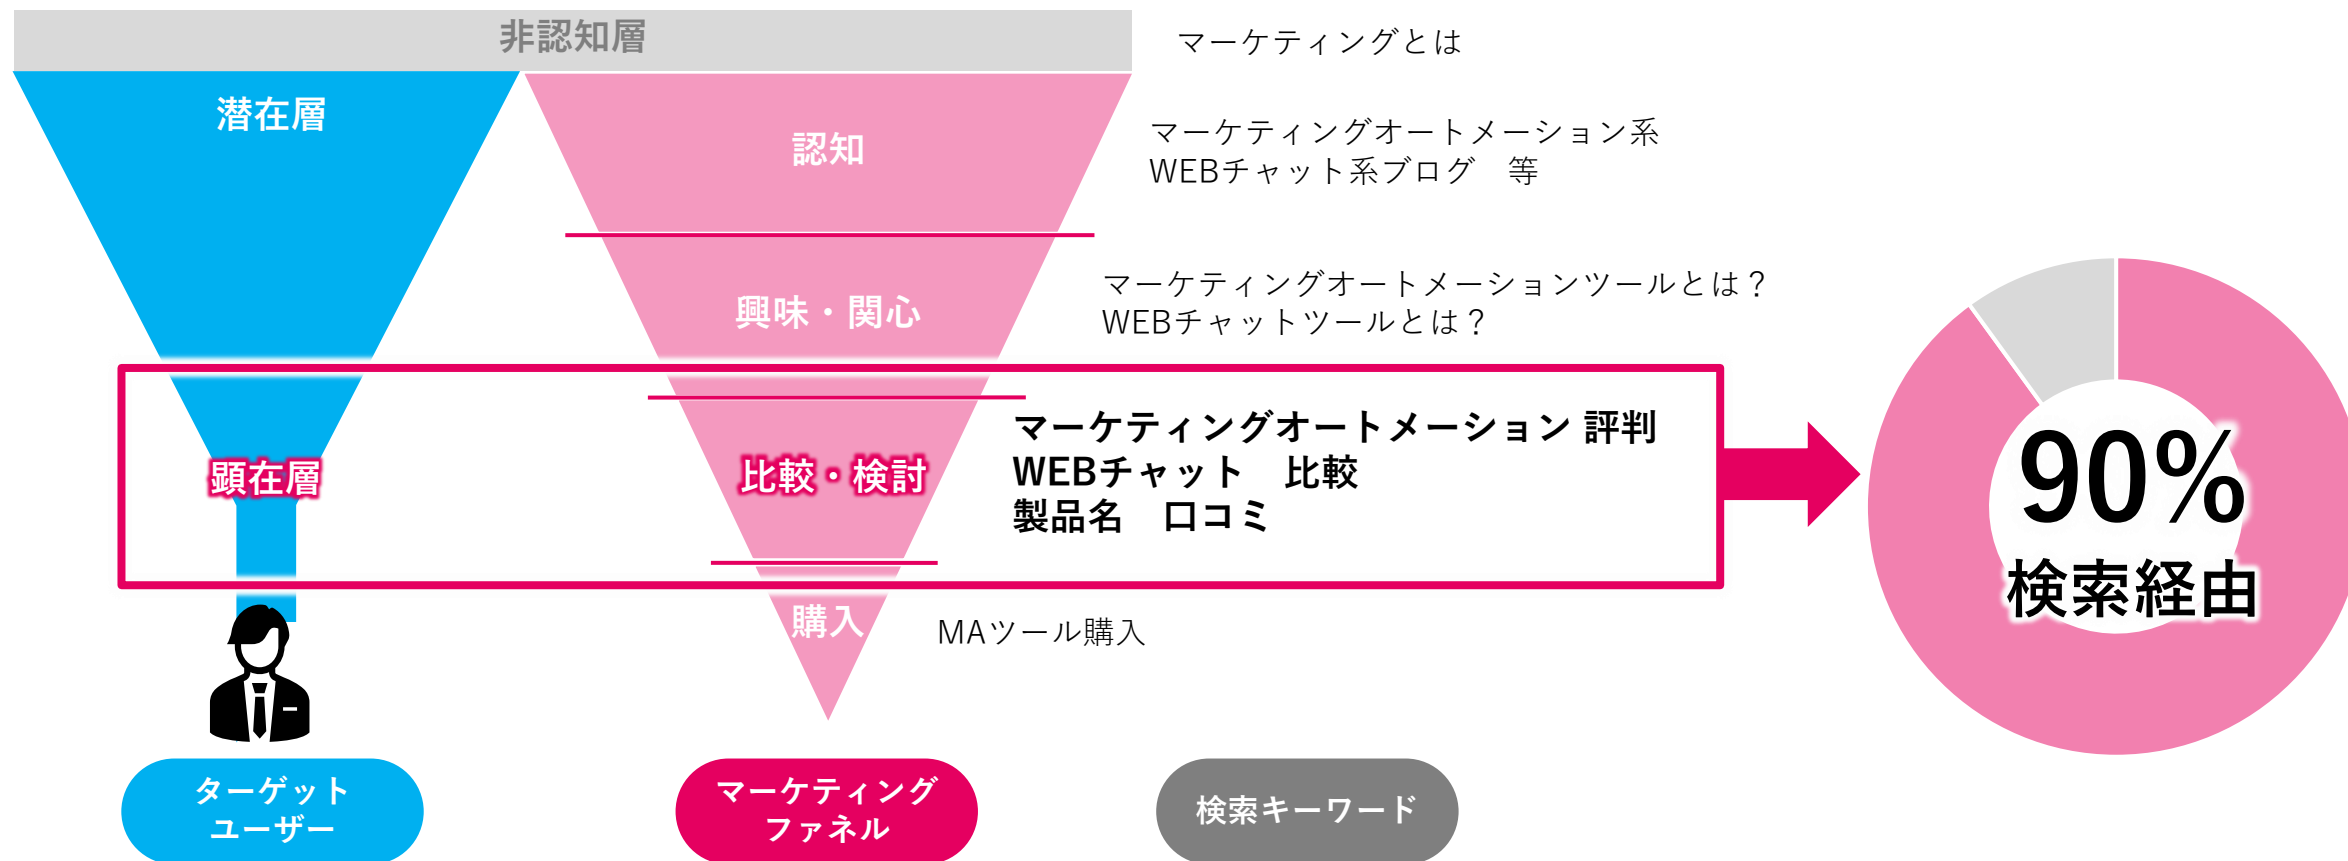 非認知層
マーケティングとは
潜在層
認知
マーケティングオートメーション系
WEBチャット系ブログ　等
興味・関心
マーケティングオートメーションツールとは？
WEBチャットツールとは？
顕在層
比較・検討
マーケティングオートメーション 評判
WEBチャット　比較
製品名　口コミ
90%
検索経由
購入
MAツール購入
ターゲット
ユーザー
マーケティング
ファネル
検索キーワード